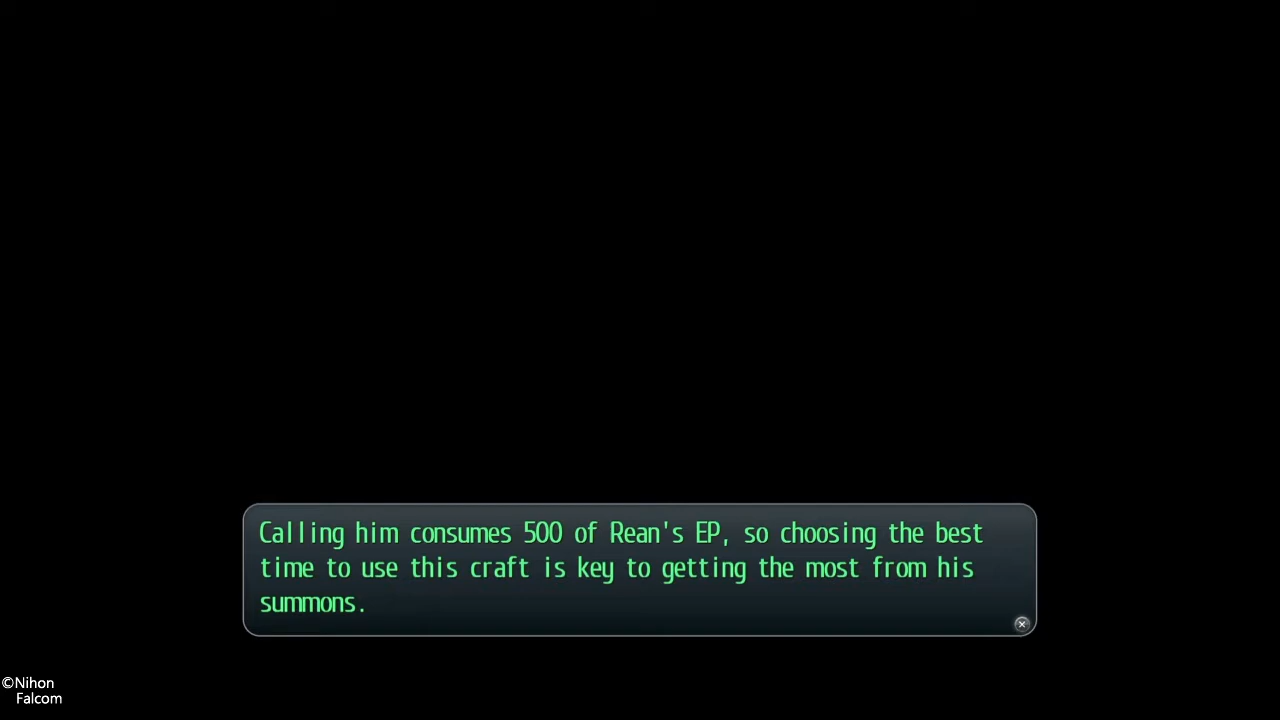 Calling him consumes 500 of Rean's EP, so choosing the best
time to use this craft is key to getting the most from his
summons.
©Nihon
Falcom